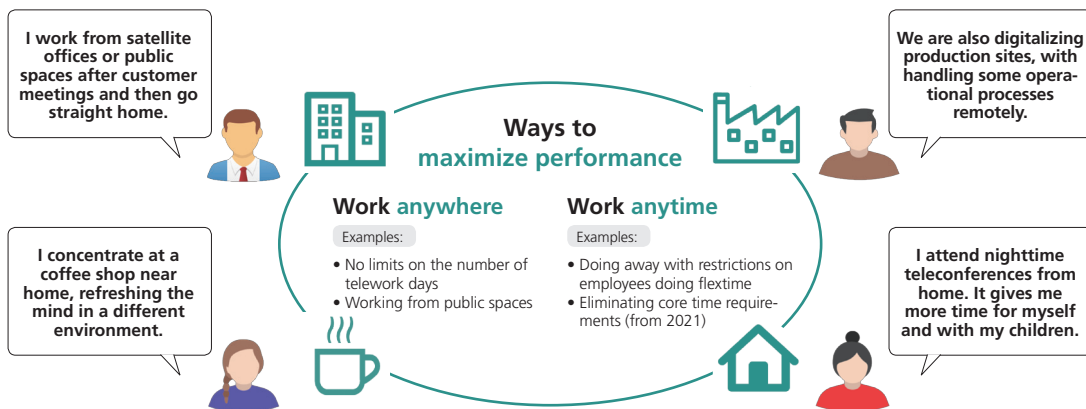 I work from satellite
offices or public
spaces after customer
meetings and then go
straight home.
We are also digitalizing
production sites, with
handling some opera-
tional processes
remotely.
Ways to
maximize performance
Work anywhere
Examples:
• No limits on the number of
telework days
• Working from public spaces
Work anytime
Examples:
• Doing away with restrictions on
employees doing flextime
• Eliminating core time require-
ments (from 2021)
I concentrate at a
coffee shop near
home, refreshing the
mind in a different
environment.
I attend nighttime
teleconferences from
home. It gives me
more time for myself
and with my children.